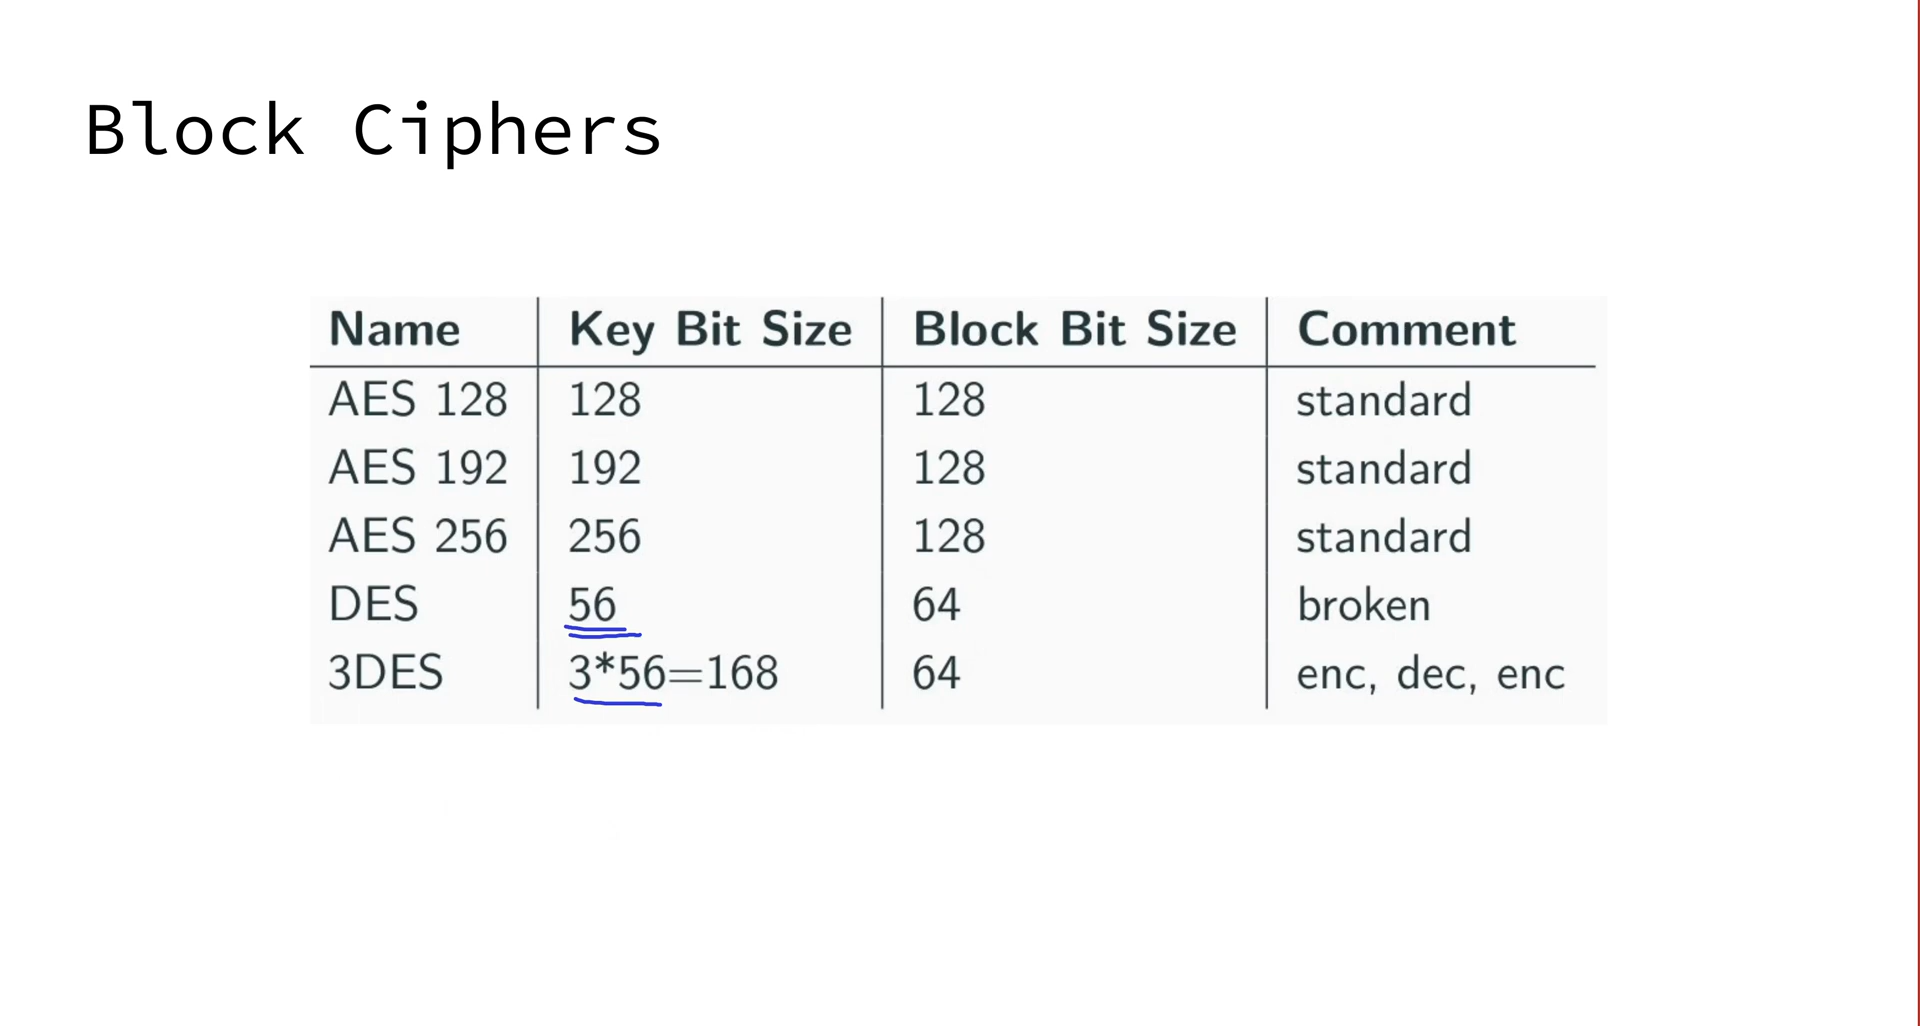 Block Ciphers
Name Key Bit Size Block Bit Size Comment
AES 128 128 128 standard
AES 192 192 128 standard
AES 256 256 128 standard
DES 56 64 broken
3DES 3*56=168 64 enc, dec, enc